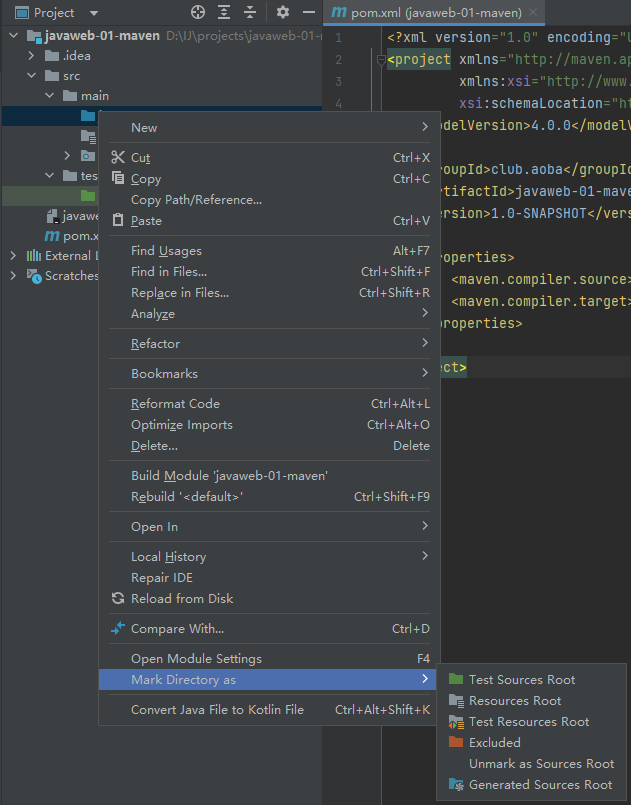 Project
javaweb-01-maven D:\IJ\projects\javaweb-01-
.idea
src
main
tes
javawe
pom.x
External L
Scratches
pom.xml (javaweb-01-maven)
1 <?xml version="1.0" encoding="U
2 <project xmlns="http://maven.ap
3 xmlns:xsi="http://www.
4 xsi:schemaLocation="ht
odelVersion>4.0.0</modelV
groupId>club.aoba</groupId
rtifactId>javaweb-01-mave
ersion>1.0-SNAPSHOT</vers
roperties>
<maven.compiler.source>
<maven.compiler.target>
properties>
ect>
New
Cut Ctrl+X
Copy Ctrl+C
Copy Path/Reference...
Paste Ctrl+V
Find Usages Alt+F7
Find in Files... Ctrl+Shift+F
Replace in Files... Ctrl+Shift+R
Analyze
Refactor
Bookmarks
Reformat Code Ctrl+Alt+L
Optimize Imports Ctrl+Alt+O
Delete... Delete
Build Module 'javaweb-01-maven'
Rebuild '<default>' Ctrl+Shift+F9
Open In
Local History
Repair IDE
Reload from Disk
Compare With... Ctrl+D
Open Module Settings F4
Mark Directory as
Convert Java File to Kotlin File Ctrl+Alt+Shift+K
Test Sources Root
Resources Root
Test Resources Root
Excluded
Unmark as Sources Root
Generated Sources Root